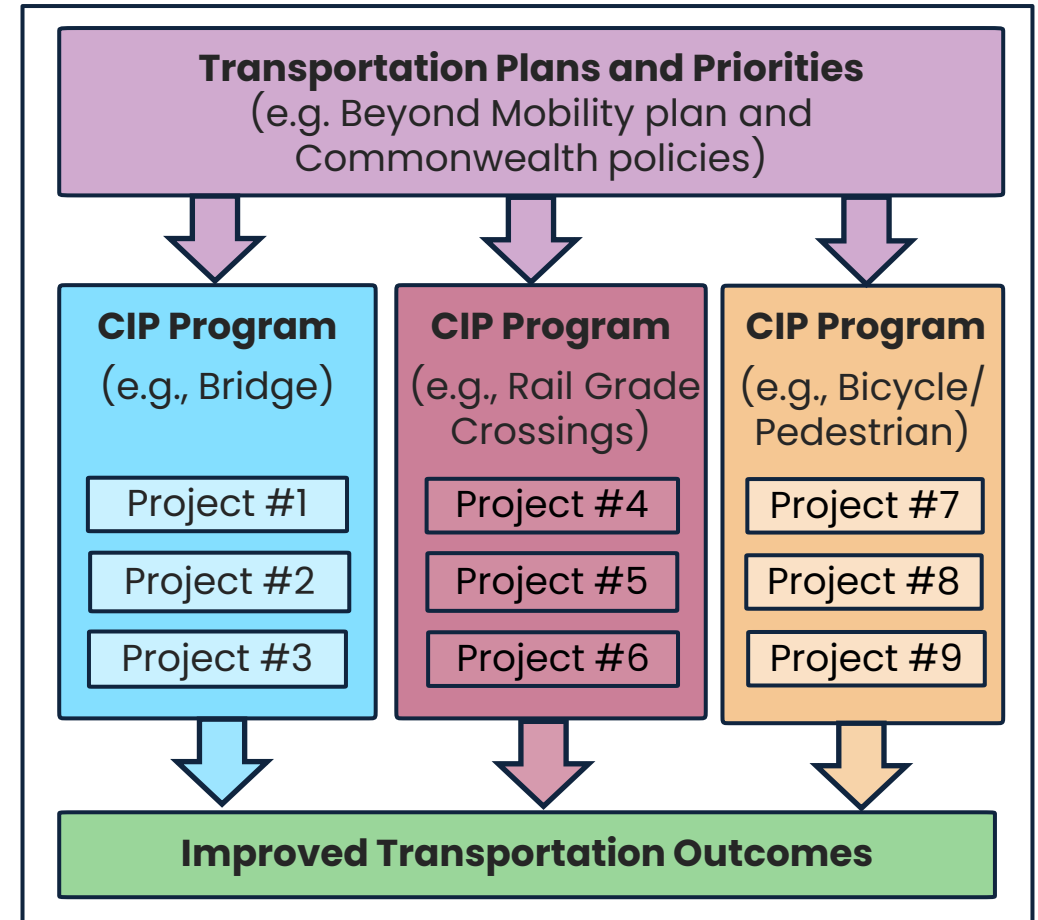 Transportation Plans and Priorities
(e.g. Beyond Mobility plan and
Commonwealth policies)
CIP Program
(e.g., Bridge)
Project #1
Project #2
Project #3
CIP Program
(e.g., Rail Grade
Crossings)
Project #4
Project #5
Project #6
CIP Program
(e.g., Bicycle/
Pedestrian)
Project #7
Project #8
Project #9
Improved Transportation Outcomes